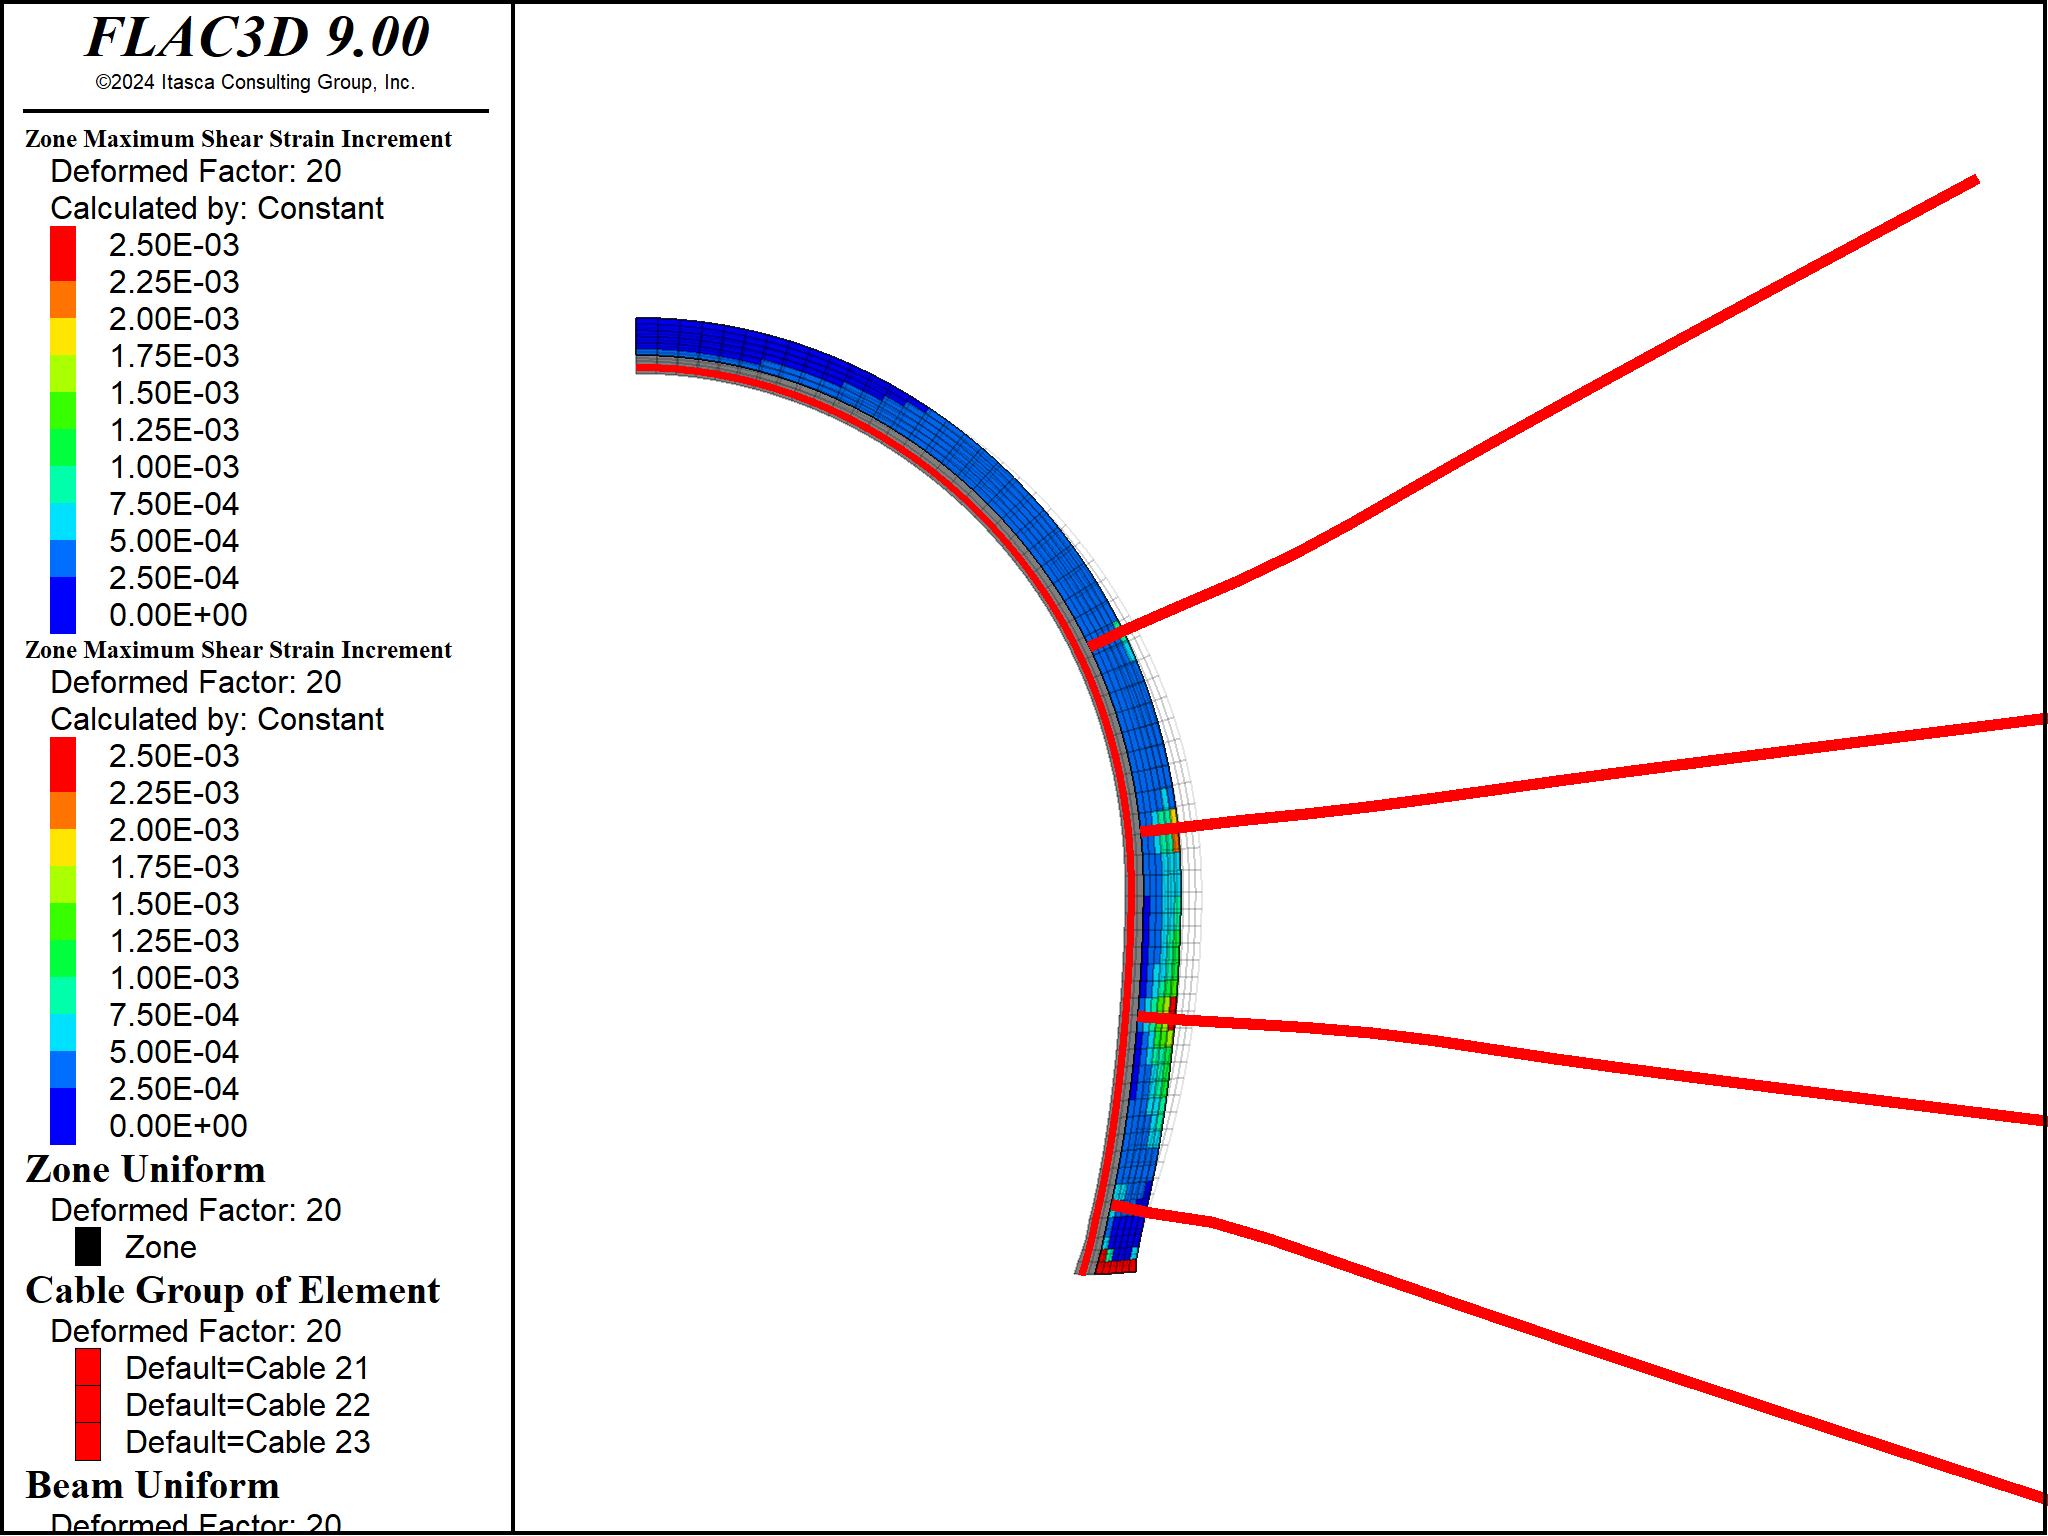 FLAC3D 9.00
©2024 Itasca Consulting Group, Inc.
Zone Maximum Shear Strain Increment
Deformed Factor: 20
Calculated by: Constant
2.50E-03
2.25E-03
2.00E-03
1.75E-03
1.50E-03
1.25E-03
1.00E-03
7.50E-04
5.00E-04
2.50E-04
0.00E+00
Zone Maximum Shear Strain Increment
Deformed Factor: 20
Calculated by: Constant
2.50E-03
2.25E-03
2.00E-03
1.75E-03
1.50E-03
1.25E-03
1.00E-03
7.50E-04
5.00E-04
2.50E-04
0.00E+00
Zone Uniform
Deformed Factor: 20
Zone
Cable Group of Element
Deformed Factor: 20
Default=Cable 21
Default=Cable 22
Default=Cable 23
Beam Uniform
Deformed Factor: 20